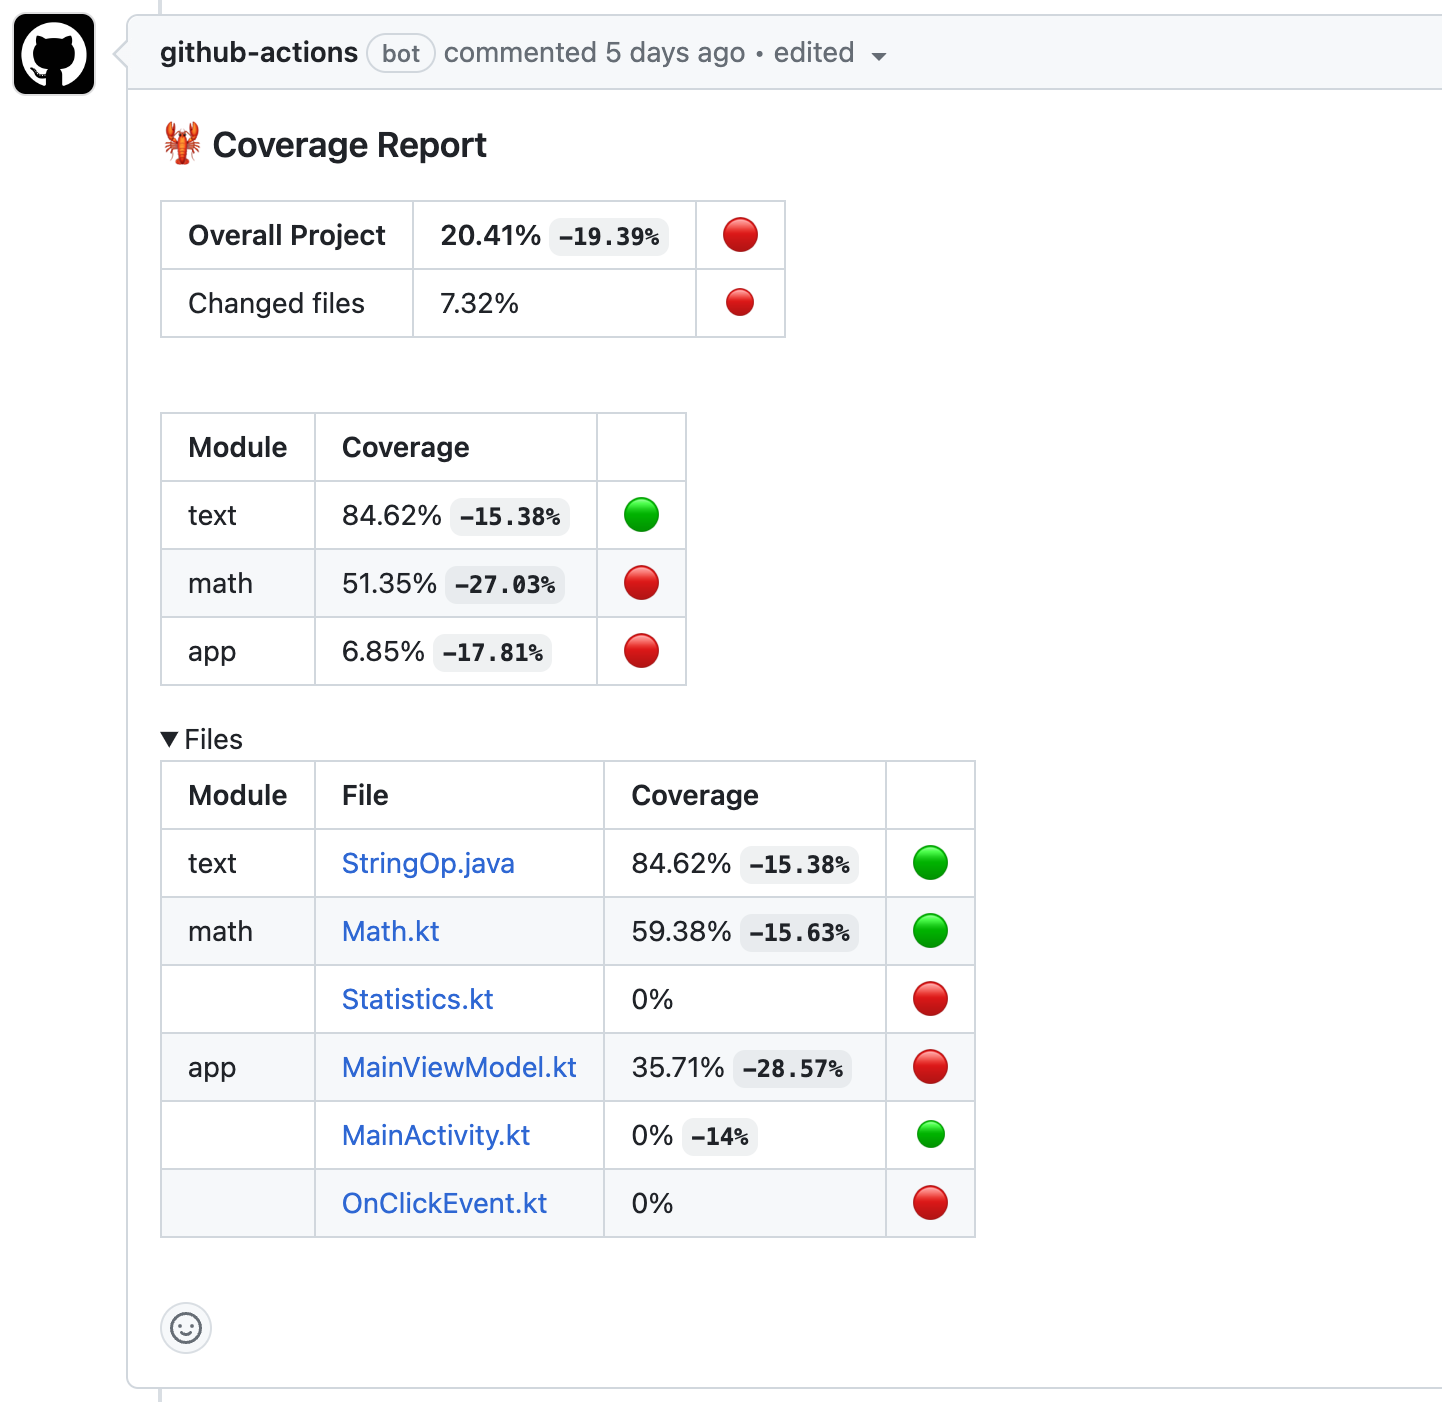 github-actions bot commented 5 days ago • edited
Coverage Report
Overall Project 20.41% -19.39%
Changed files 7.32%
Module Coverage
text 84.62% -15.38%
math 51.35% -27.03%
app 6.85% -17.81%
Files
Module File Coverage
text StringOp.java 84.62% -15.38%
math Math.kt 59.38% -15.63%
Statistics.kt 0%
app MainViewModel.kt 35.71% -28.57%
MainActivity.kt 0% -14%
OnClickEvent.kt 0%